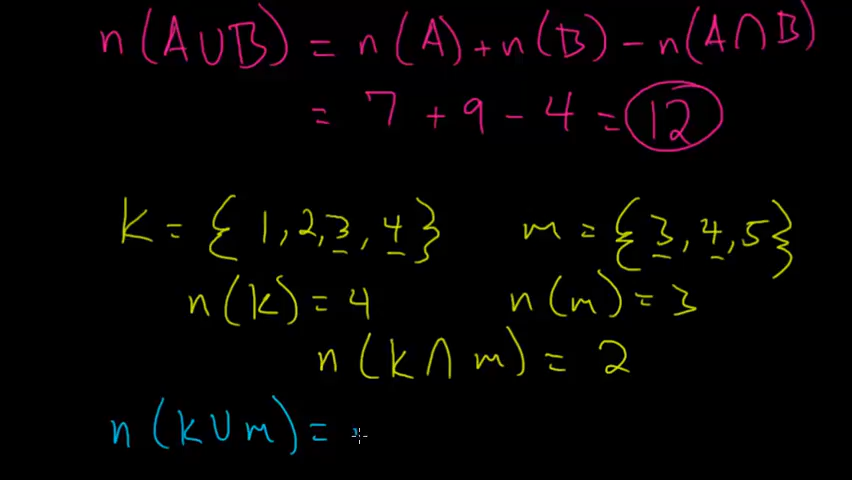 n(A∪B) = n(A) + n(B) - n(A∩B)
= 7 + 9 - 4 = 12
K = {1,2,3,4} m = {3,4,5}
n(K) = 4 n(m) = 3
n(K∩m) = 2
n(K∪m) =